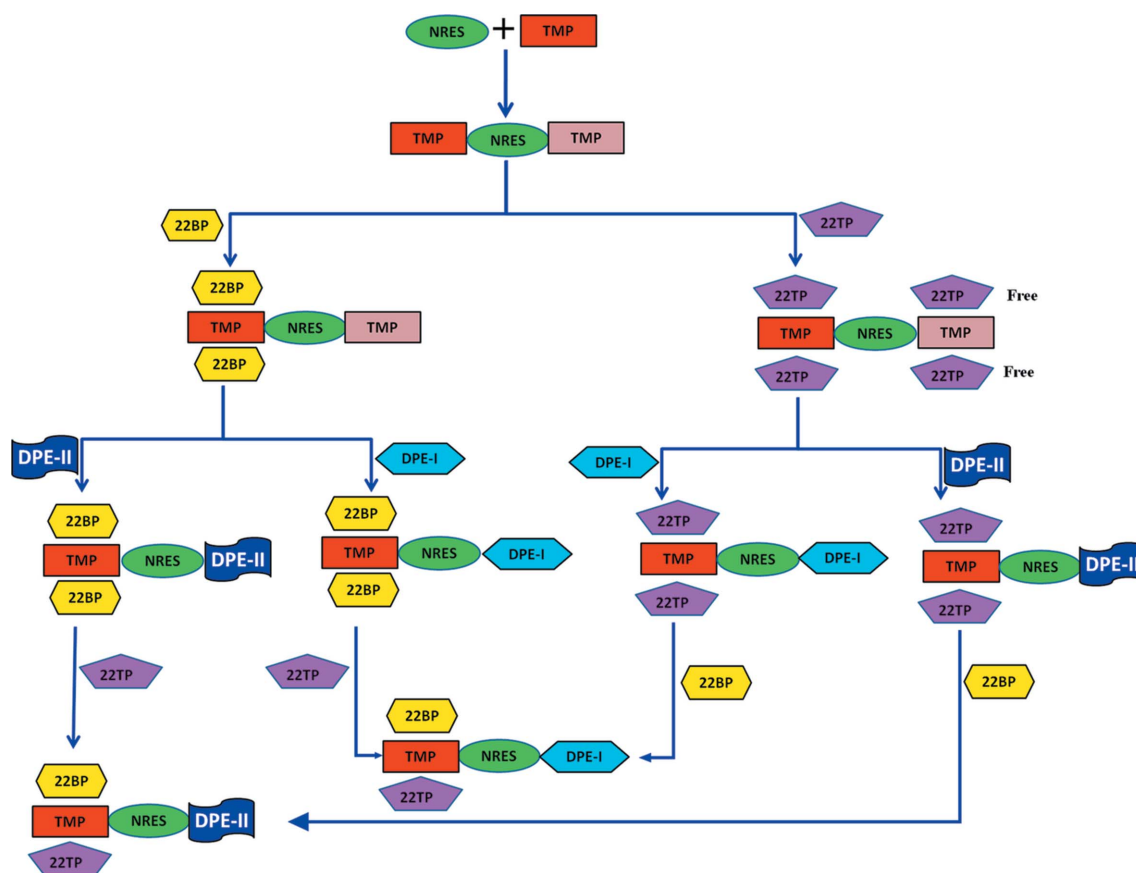 NRES + TMP
TMP NRES TMP
22BP 22TP
22BP 22TP 22TP Free
TMP NRES TMP TMP NRES TMP
22BP 22TP 22TP Free
DPE-II DPE-I DPE-I DPE-II
22BP 22BP 22TP 22TP
TMP NRES DPE-II TMP NRES DPE-I TMP NRES DPE-I TMP NRES DPE-II
22BP 22BP 22TP 22TP
22TP 22TP 22BP 22BP
22BP
TMP NRES DPE-I
22TP
22BP
TMP NRES DPE-II
22TP